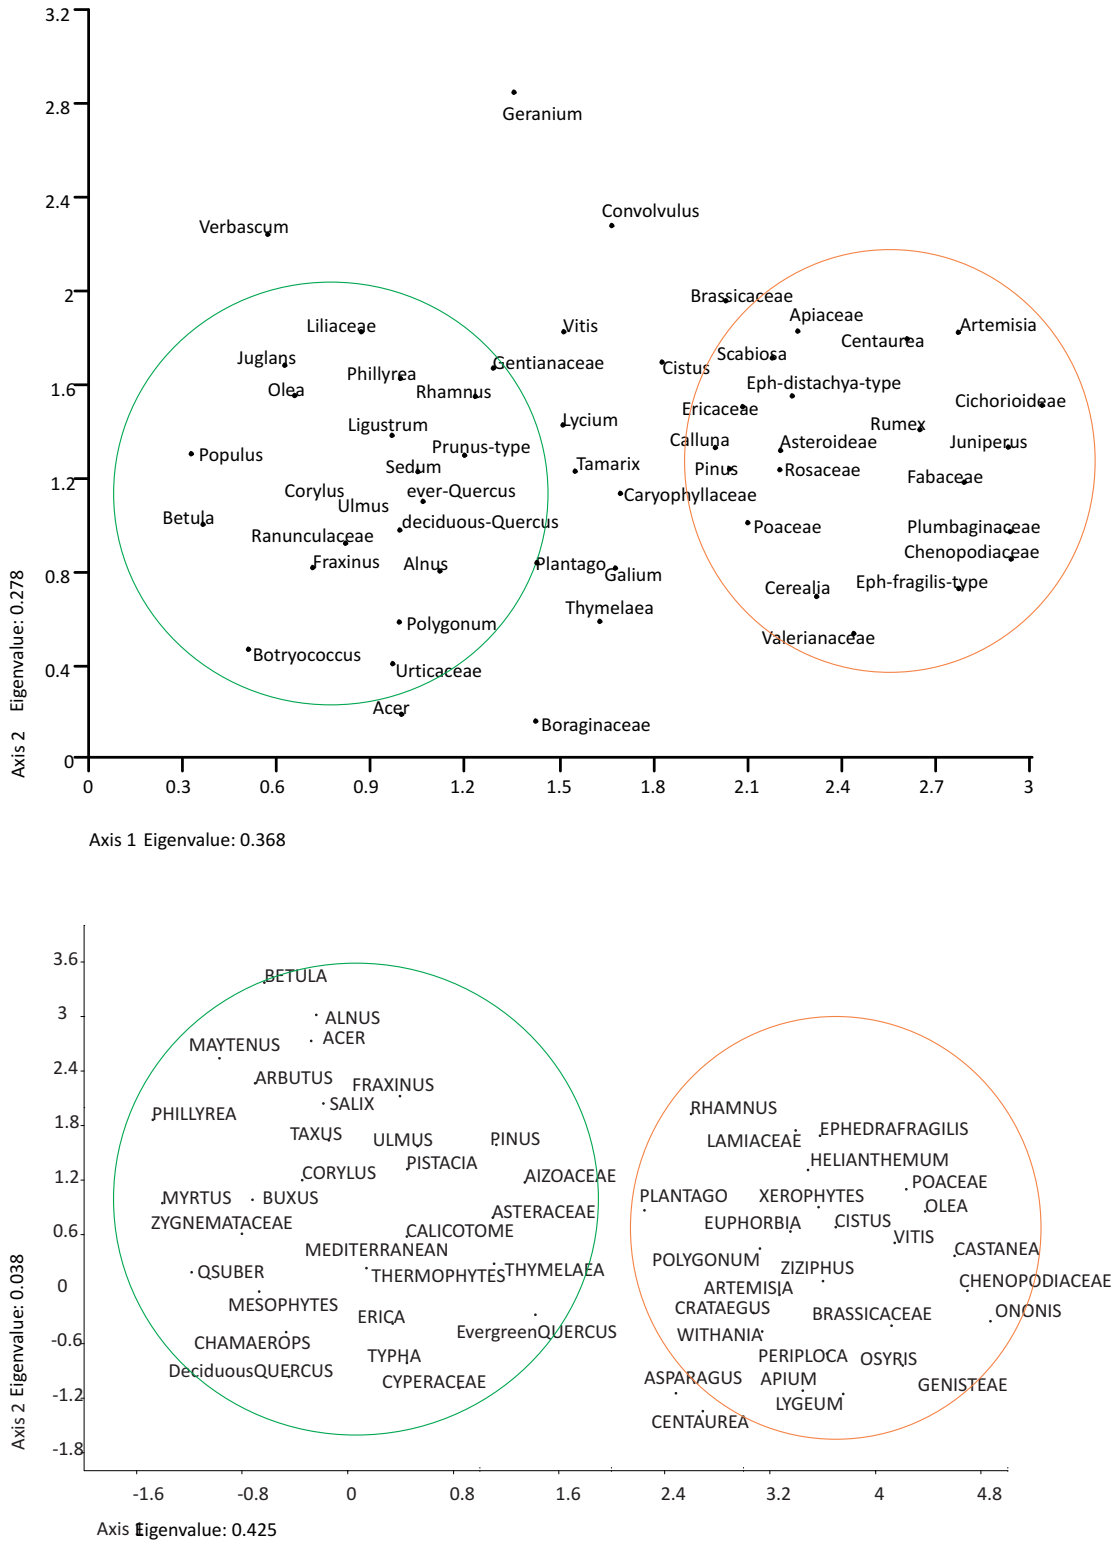 3.2
2.8
Geranium
2.4
Convolvulus
Verbascum
2
Brassicaceae
Apiaceae
Liliaceae
Vitis
Artemisia
Centaurea
Juglans
Gentianaceae
Scabiosa
Phillyrea
Cistus
1.6
Olea
Rhamnus
Eph-distachya-type
Ericaceae
Cichorioideae
Ligustrum
Lycium
Rumex
Prunus-type
Calluna
Asteroideae
Juniperus
Populus
Sedum
Tamarix
Pinus
Rosaceae
Fabaceae
1.2
Corylus
ever-Quercus
Caryophyllaceae
Ulmus
Betula
deciduous-Quercus
Poaceae
Plumbaginaceae
Ranunculaceae
Chenopodiaceae
Fraxinus
Alnus
Plantago
Galium
0.8
Cerealia
Eph-fragilis-type
Thymelaea
Polygonum
Valerianaceae
Botryococcus
0.4
Urticaceae
Acer
Boraginaceae
0
0
0.3
0.6
0.9
1.2
1.5
1.8
2.1
2.4
2.7
3
Axis 2 Eigenvalue: 0.278
Axis 1 Eigenvalue: 0.368
3.6
BETULA
3
ALNUS
MAYTENUS
ACER
2.4
ARBUTUS
FRAXINUS
SALIX
PHILLYREA
RHAMNUS
1.8
TAXUS
ULMUS
PINUS
LAMIACEAE
EPHEDRAFRAGILIS
PISTACIA
HELIANTHEMUM
1.2
CORYLUS
AIZOACEAE
POACEAE
MYRTUS
BUXUS
PLANTAGO
XEROPHYTES
OLEA
ASTERACEAE
ZYGNEMATACEAE
CALICOTOME
EUPHORBIA
CISTUS
0.6
VITIS
MEDITERRANEAN
CASTANEA
POLYGONUM
QSUBER
THERMOPHYTES
THYMELAEA
ZIZIPHUS
0
ARTEMISIA
CHENOPODIACEAE
MESOPHYTES
CRATAEGUS
ERICA
BRASSICACEAE
ONONIS
EvergreenQUERCUS
WITHANIA
-0.6
CHAMAEROPS
TYPHA
PERIPLOCA
OSYRIS
DeciduousQUERCUS
CYPERACEAE
ASPARAGUS
APIUM
GENISTEAE
-1.2
LYGEUM
CENTAUREA
-1.8
-1.6
-0.8
0
0.8
1.6
2.4
3.2
4
4.8
Axis 2 Eigenvalue: 0.038
Axis 1 Eigenvalue: 0.425